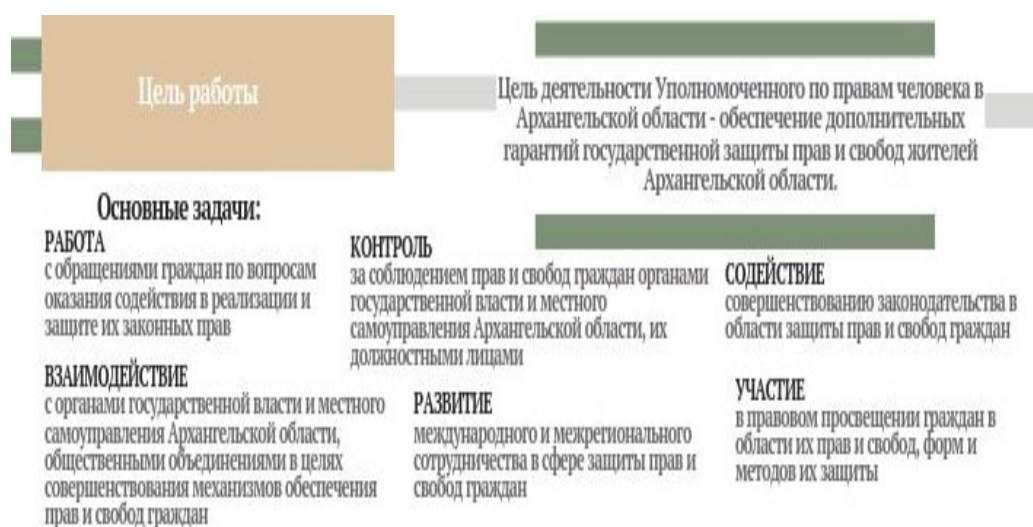 Цель работы
Цель деятельности Уполномоченного по правам человека в
Архангельской области - обеспечение дополнительных
гарантий государственной защиты прав и свобод жителей
Архангельской области.
Основные задачи:
РАБОТА
с обращениями граждан по вопросам
оказания содействия в реализации и
защите их законных прав
КОНТРОЛЬ
за соблюдением прав и свобод граждан органами
государственной власти и местного
самоуправления Архангельской области, их
должностными лицами
СОДЕЙСТВИЕ
совершенствованию законодательства в
области защиты прав и свобод граждан
ВЗАИМОДЕЙСТВИЕ
с органами государственной власти и местного
самоуправления Архангельской области,
общественными объединениями в целях
совершенствования механизмов обеспечения
прав и свобод граждан
РАЗВИТИЕ
международного и межрегионального
сотрудничества в сфере защиты прав и
свобод граждан
УЧАСТИЕ
в правовом просвещении граждан в
области их прав и свобод, форм и
методов их защиты